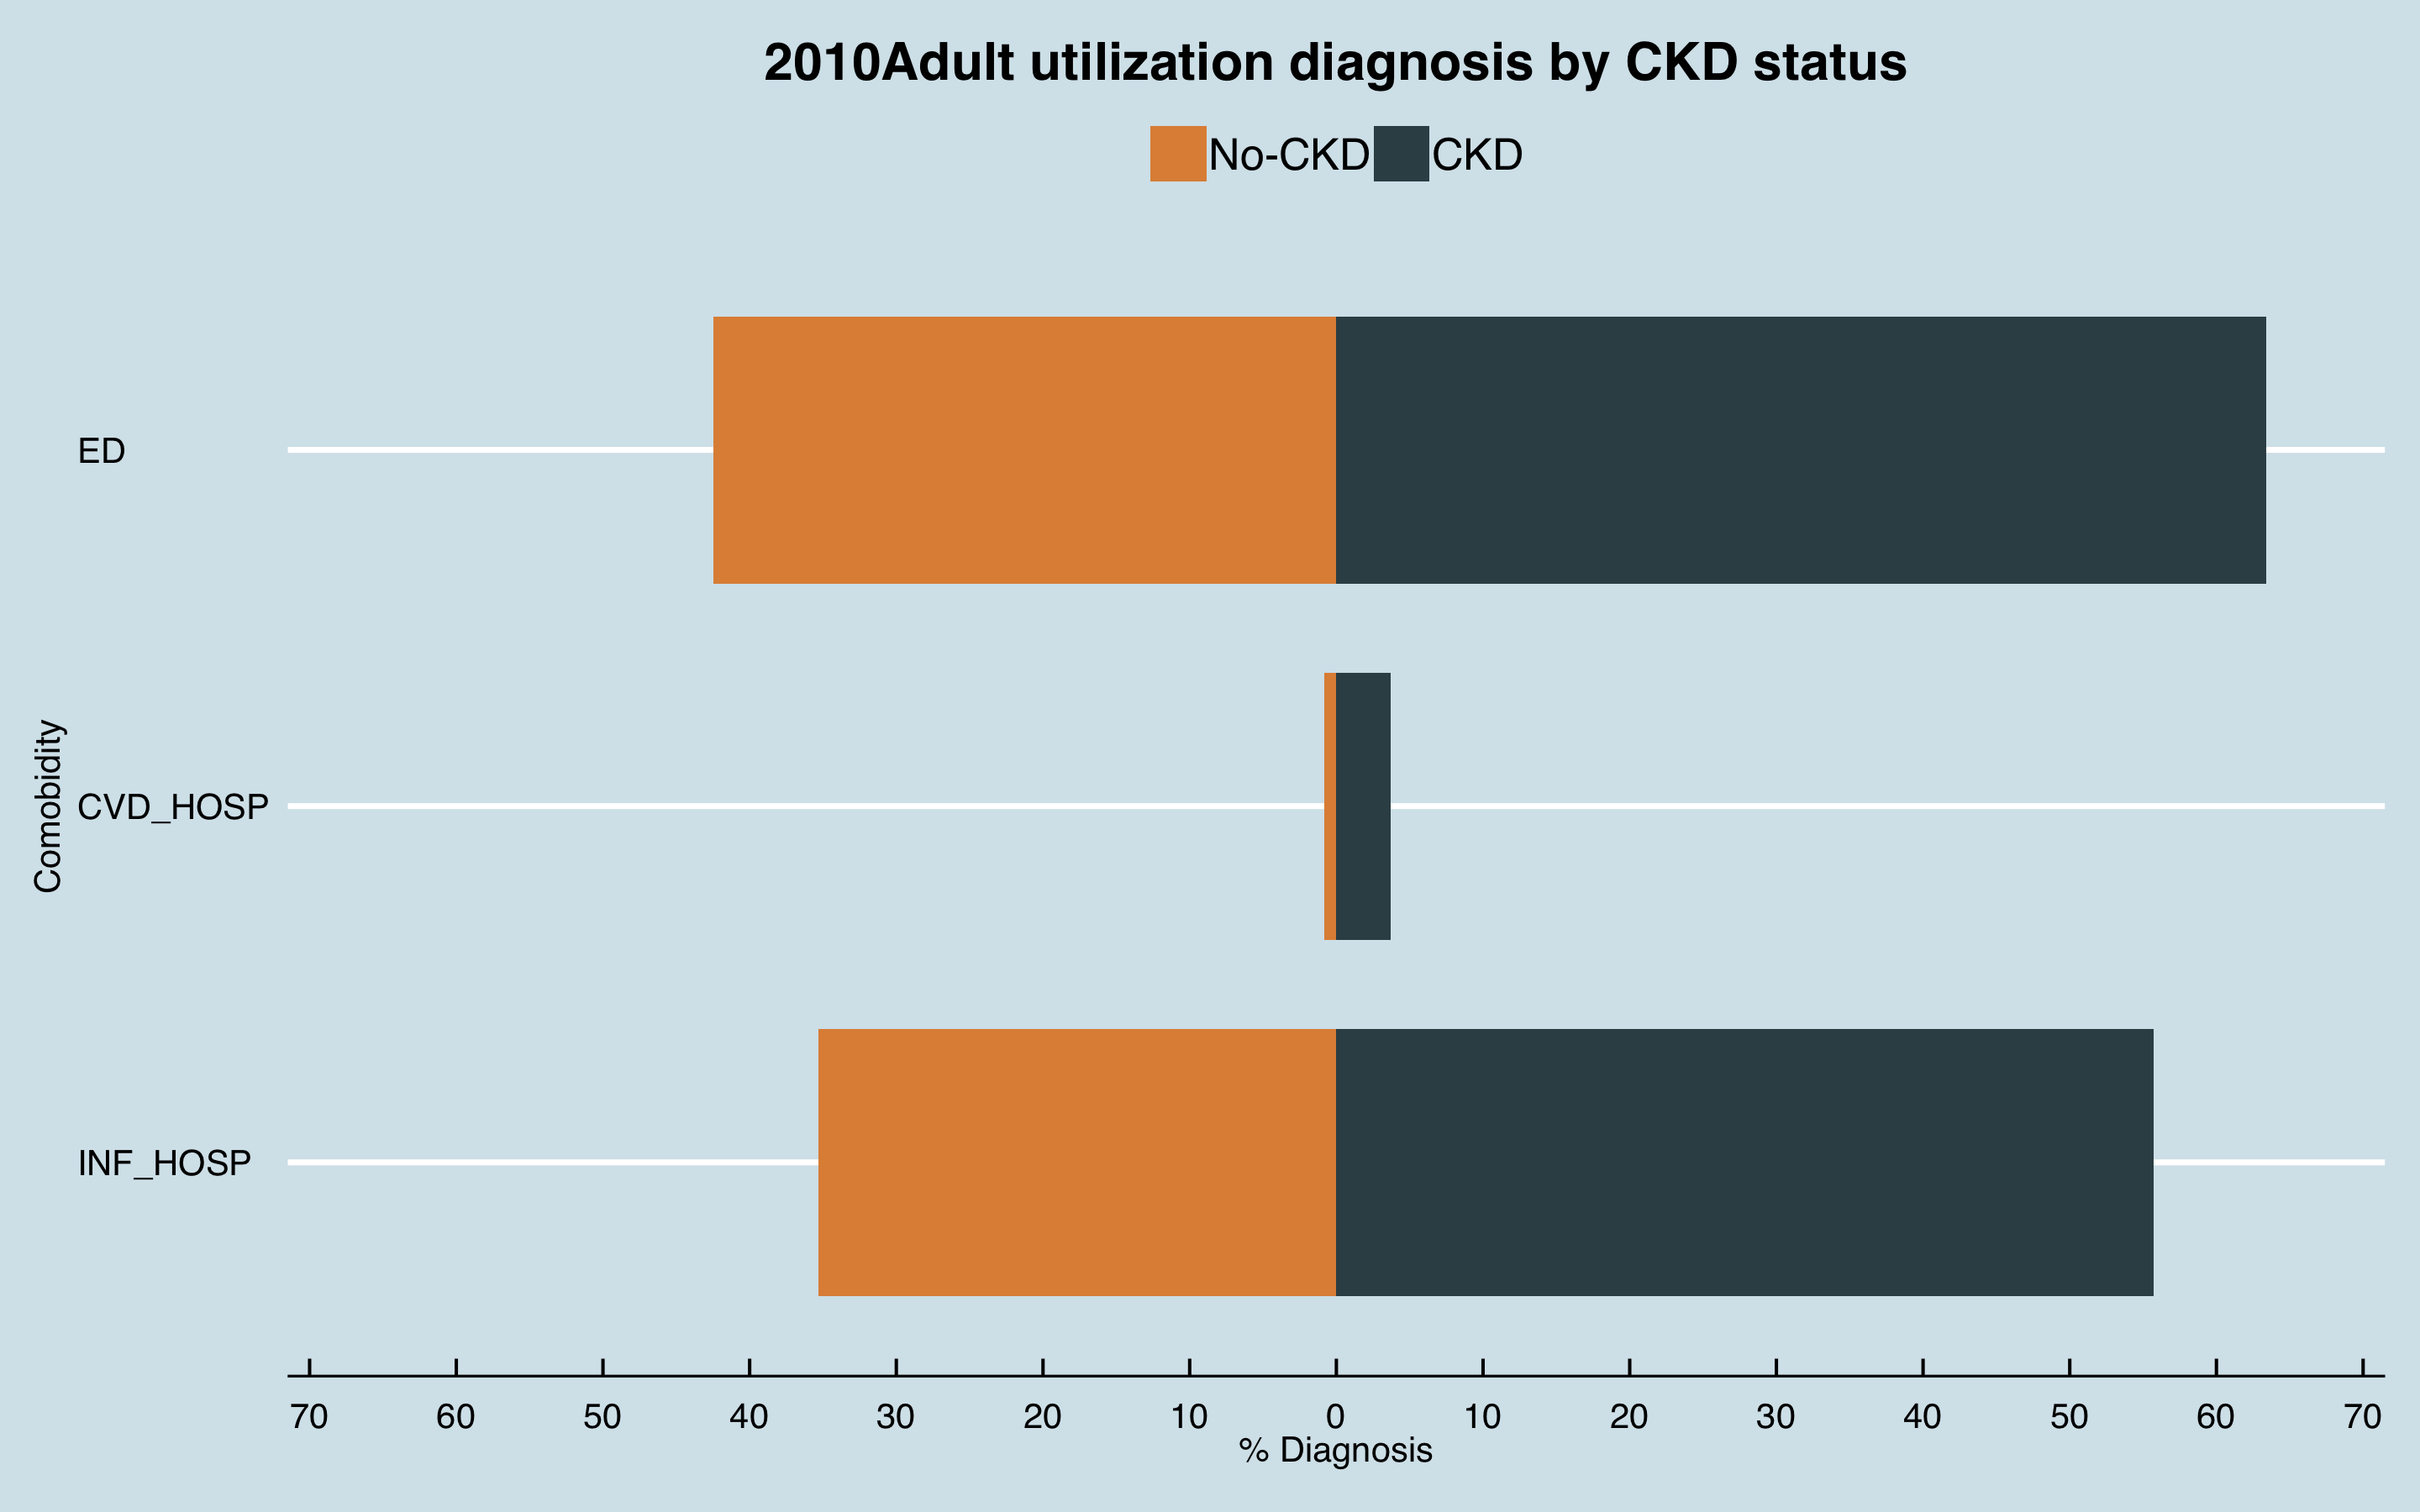 2010Adult utilization diagnosis by CKD status
No-CKD CKD
ED
CVD_HOSP
INF_HOSP
Comobidity
70 60 50 40 30 20 10 0 10 20 30 40 50 60 70
% Diagnosis